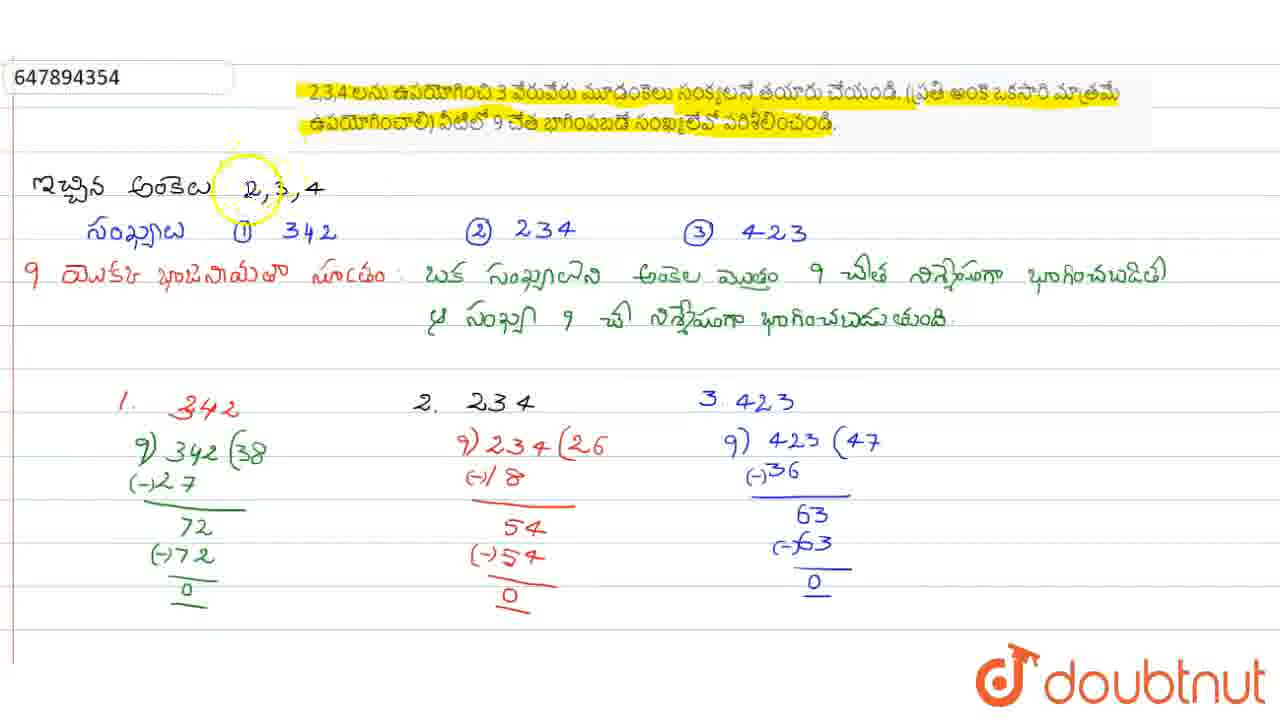 647894354
2,3,4 లను ఉపయోగించి 3 వేరువేరు మూడంకెలు సంక్యలనే తయారు చేయండి. ((ప్రతి అంకె ఒకసారి మాత్రమే
ఉపయోగించాలి) వీటిలో 9 చేత భాగింపబడే సంఖ్యలేవో పరిశీలించండి.
ఇచ్చిన అంకెలు 2,3,4
సంఖ్యలు ① 342 ② 234 ③ 423
9 యొక్క భాజనీయతా సూత్రం : ఒక సంఖ్యలోని అంకెల మొత్తం 9 చేత నిశ్శేషంగా భాగించబడితే
ఆ సంఖ్య 9 చే నిశ్శేషంగా భాగించబడుతుంది.
1. 342 2. 234 3. 423
9) 342 (38 9) 234 (26 9) 423 (47
(-) 27 (-) 18 (-) 36
72 54 63
(-) 72 (-) 54 (-) 63
0 0 0
doubtnut